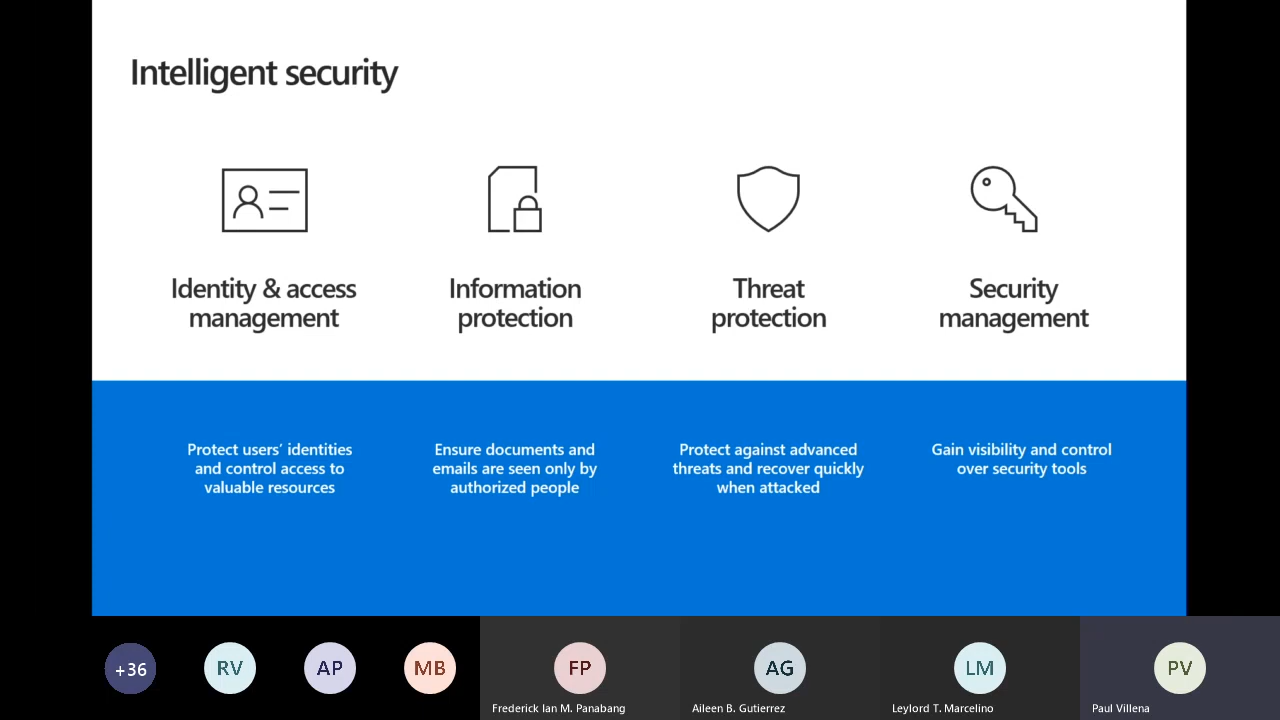 Intelligent security
Identity & access
management
Information
protection
Threat
protection
Security
management
Protect users' identities
and control access to
valuable resources
Ensure documents and
emails are seen only by
authorized people
Protect against advanced
threats and recover quickly
when attacked
Gain visibility and control
over security tools
+36
RV
AP
MB
FP
Frederick Ian M. Panabang
AG
Aileen B. Gutierrez
LM
Leylord T. Marcelino
PV
Paul Villena